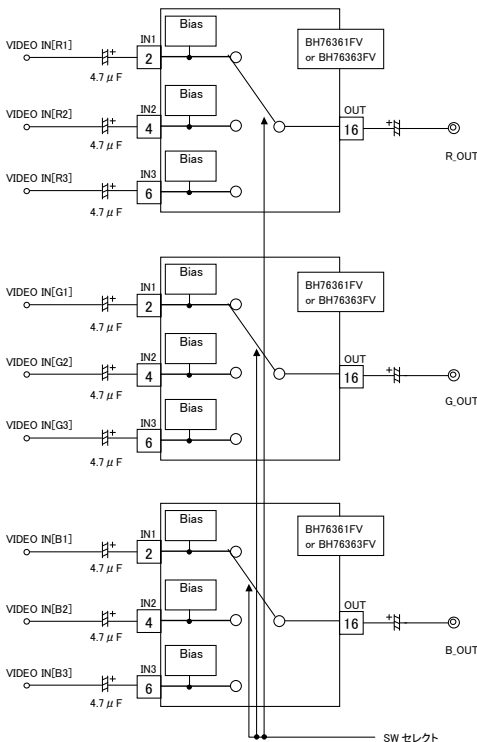 Bias
VIDEO IN[R1]
IN1
2
4.7μF
BH76361FV
or BH76363FV
Bias
VIDEO IN[R2]
IN2
4
4.7μF
OUT
16
R_OUT
Bias
VIDEO IN[R3]
IN3
6
4.7μF
Bias
VIDEO IN[G1]
IN1
2
4.7μF
BH76361FV
or BH76363FV
Bias
VIDEO IN[G2]
IN2
4
4.7μF
OUT
16
G_OUT
Bias
VIDEO IN[G3]
IN3
6
4.7μF
Bias
VIDEO IN[B1]
IN1
2
4.7μF
BH76361FV
or BH76363FV
Bias
VIDEO IN[B2]
IN2
4
4.7μF
OUT
16
B_OUT
Bias
VIDEO IN[B3]
IN3
6
4.7μF
SW セレクト